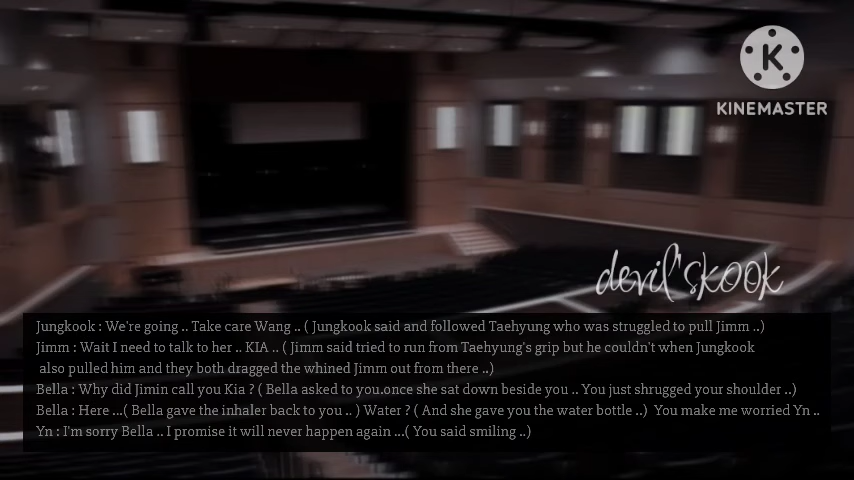 KINEMASTER
devil'skook
Jungkook : We're going .. Take care Wang .. ( Jungkook said and followed Taehyung who was struggled to pull Jimm ..)
Jimm : Wait I need to talk to her .. KIA .. ( Jimm said tried to run from Taehyung's grip but he couldn't when Jungkook
also pulled him and they both dragged the whined Jimm out from there ..)
Bella : Why did Jimin call you Kia ? ( Bella asked to you.once she sat down beside you .. You just shrugged your shoulder ..)
Bella : Here ...( Bella gave the inhaler back to you .. ) Water ? ( And she gave you the water bottle ..)  You make me worried Yn ..
Yn : I'm sorry Bella .. I promise it will never happen again ...( You said smiling ..)